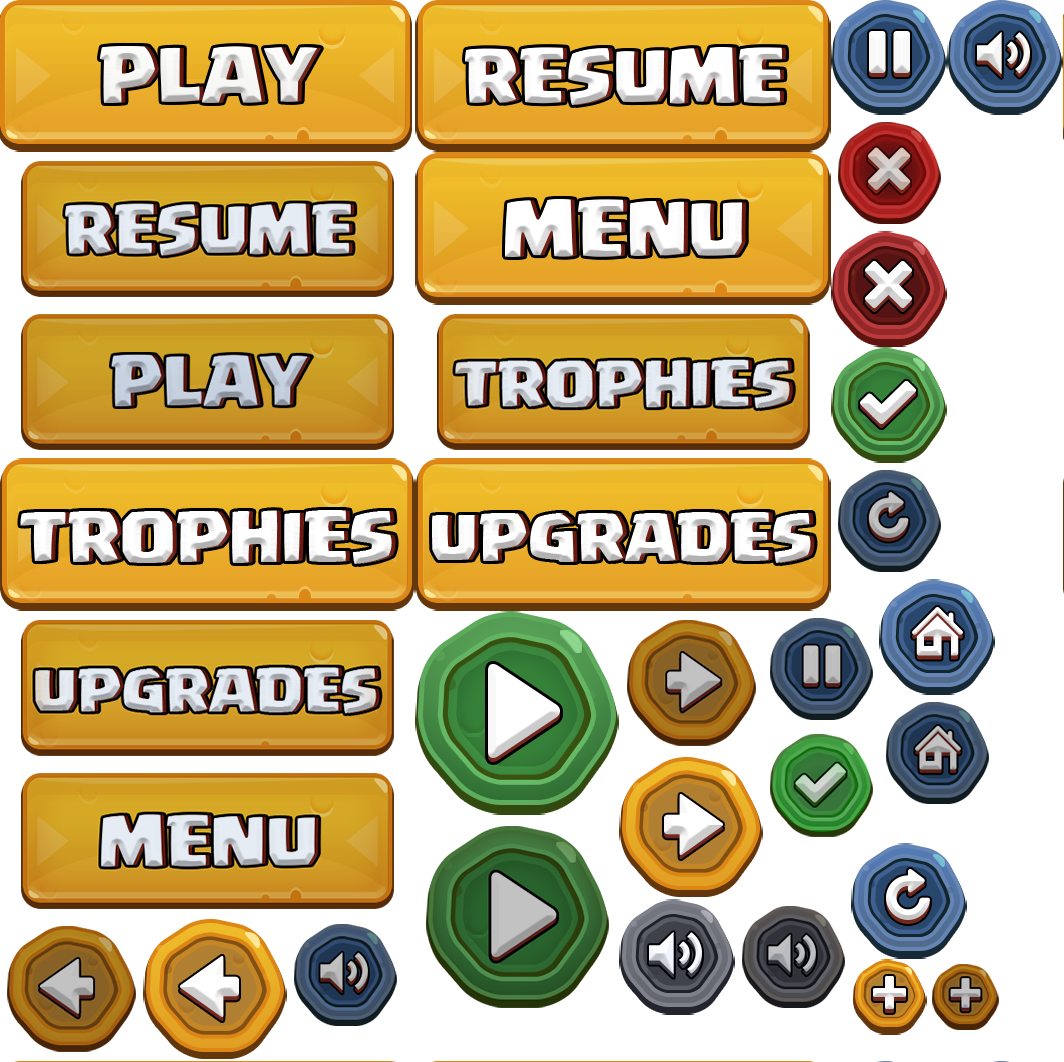 PLAY
RESUME
RESUME
MENU
PLAY
TROPHIES
TROPHIES
UPGRADES
UPGRADES
MENU